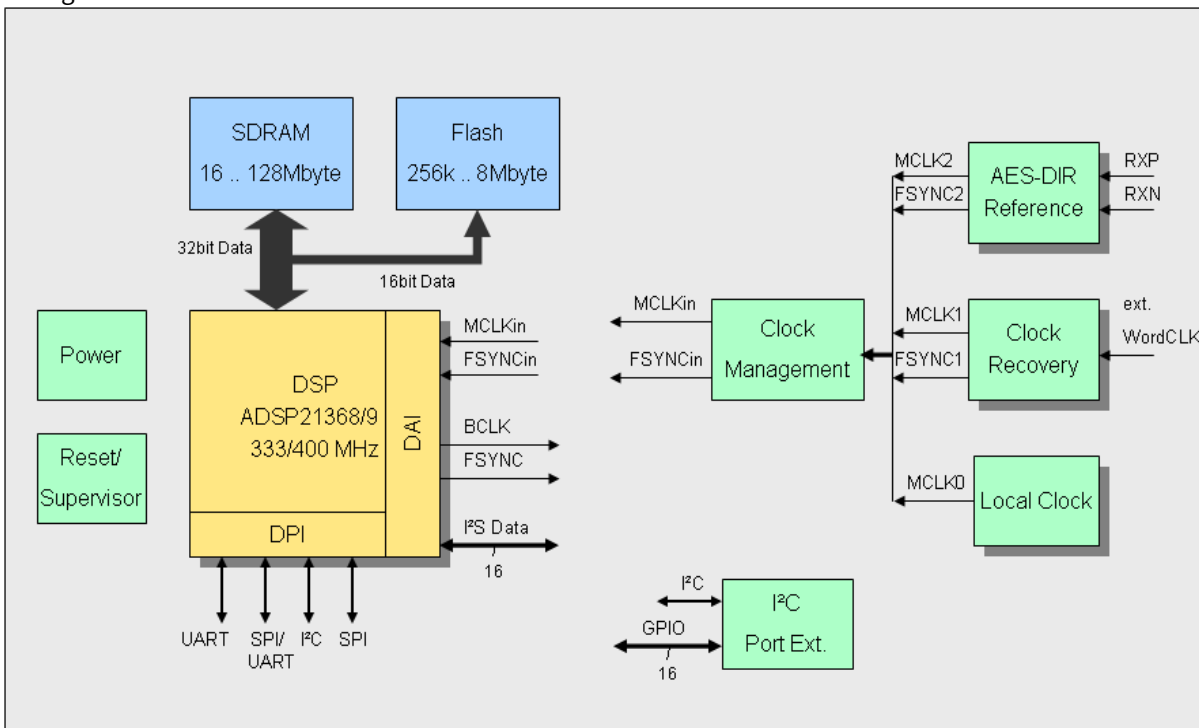 SDRAM
16 .. 128Mbyte
Flash
256k .. 8Mbyte
32bit Data
16bit Data
Power
Reset/
Supervisor
DSP
ADSP21368/9
333/400 MHz
DAI
DPI
MCLKin
FSYNCin
BCLK
FSYNC
I²S Data
16
UART
SPI/
UART
I²C
SPI
MCLKin
FSYNCin
Clock
Management
MCLK2
FSYNC2
AES-DIR
Reference
RXP
RXN
MCLK1
FSYNC1
Clock
Recovery
ext.
WordCLK
MCLK0
Local Clock
I²C
GPIO
16
I²C
Port Ext.